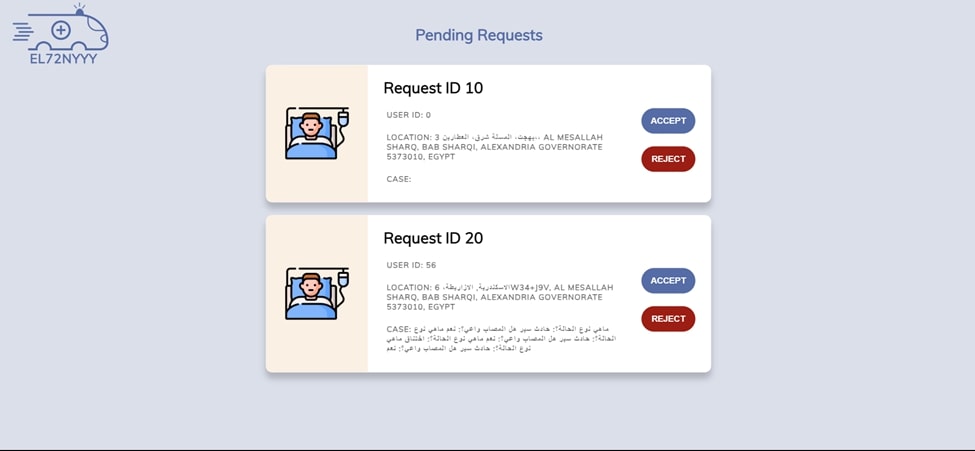 EL72NYYY
Pending Requests
Request ID 10
USER ID: 0
LOCATION: 3 بهجت، المسلة شرق، العطارين،، AL MESALLAH
SHARQ, BAB SHARQI, ALEXANDRIA GOVERNORATE
5373010, EGYPT
CASE:
ACCEPT
REJECT
Request ID 20
USER ID: 56
LOCATION: 6 الاسكندرية, الازاريطة،W34+J9V, AL MESALLAH
SHARQ, BAB SHARQI, ALEXANDRIA GOVERNORATE
5373010, EGYPT
CASE: ماهي نوع الحالة؟: حادث سير هل المصاب واعي؟: نعم ماهي نوع
الحالة؟: حادث سير هل المصاب واعي؟: نعم ماهي نوع الحالة؟: اختناق ماهي
نوع الحالة؟: حادث سير هل المصاب واعي؟: نعم
ACCEPT
REJECT